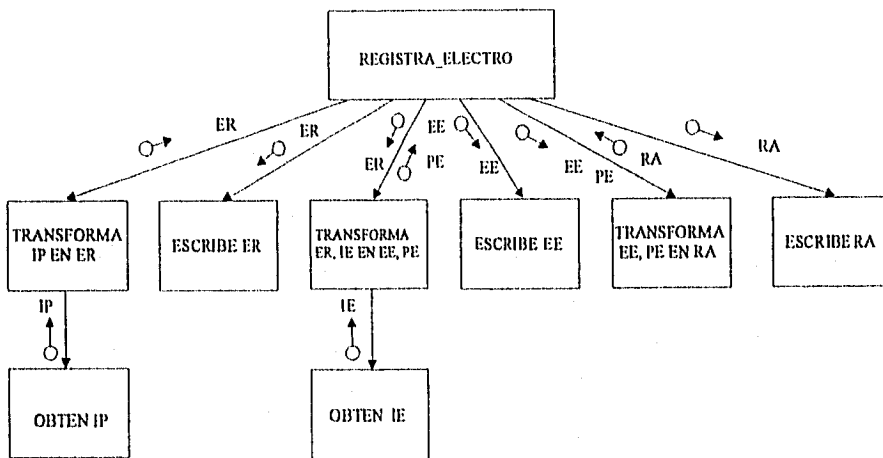 REGISTRA_ELECTRO
ER
ER
EE
ER
PE
EE
EE
PE
RA
RA
TRANSFORMA
IP EN ER
ESCRIBE ER
TRANSFORMA
ER, IE EN EE, PE
ESCRIBE EE
TRANSFORMA
EE, PE EN RA
ESCRIBE RA
IP
IE
OBTEN IP
OBTEN IE